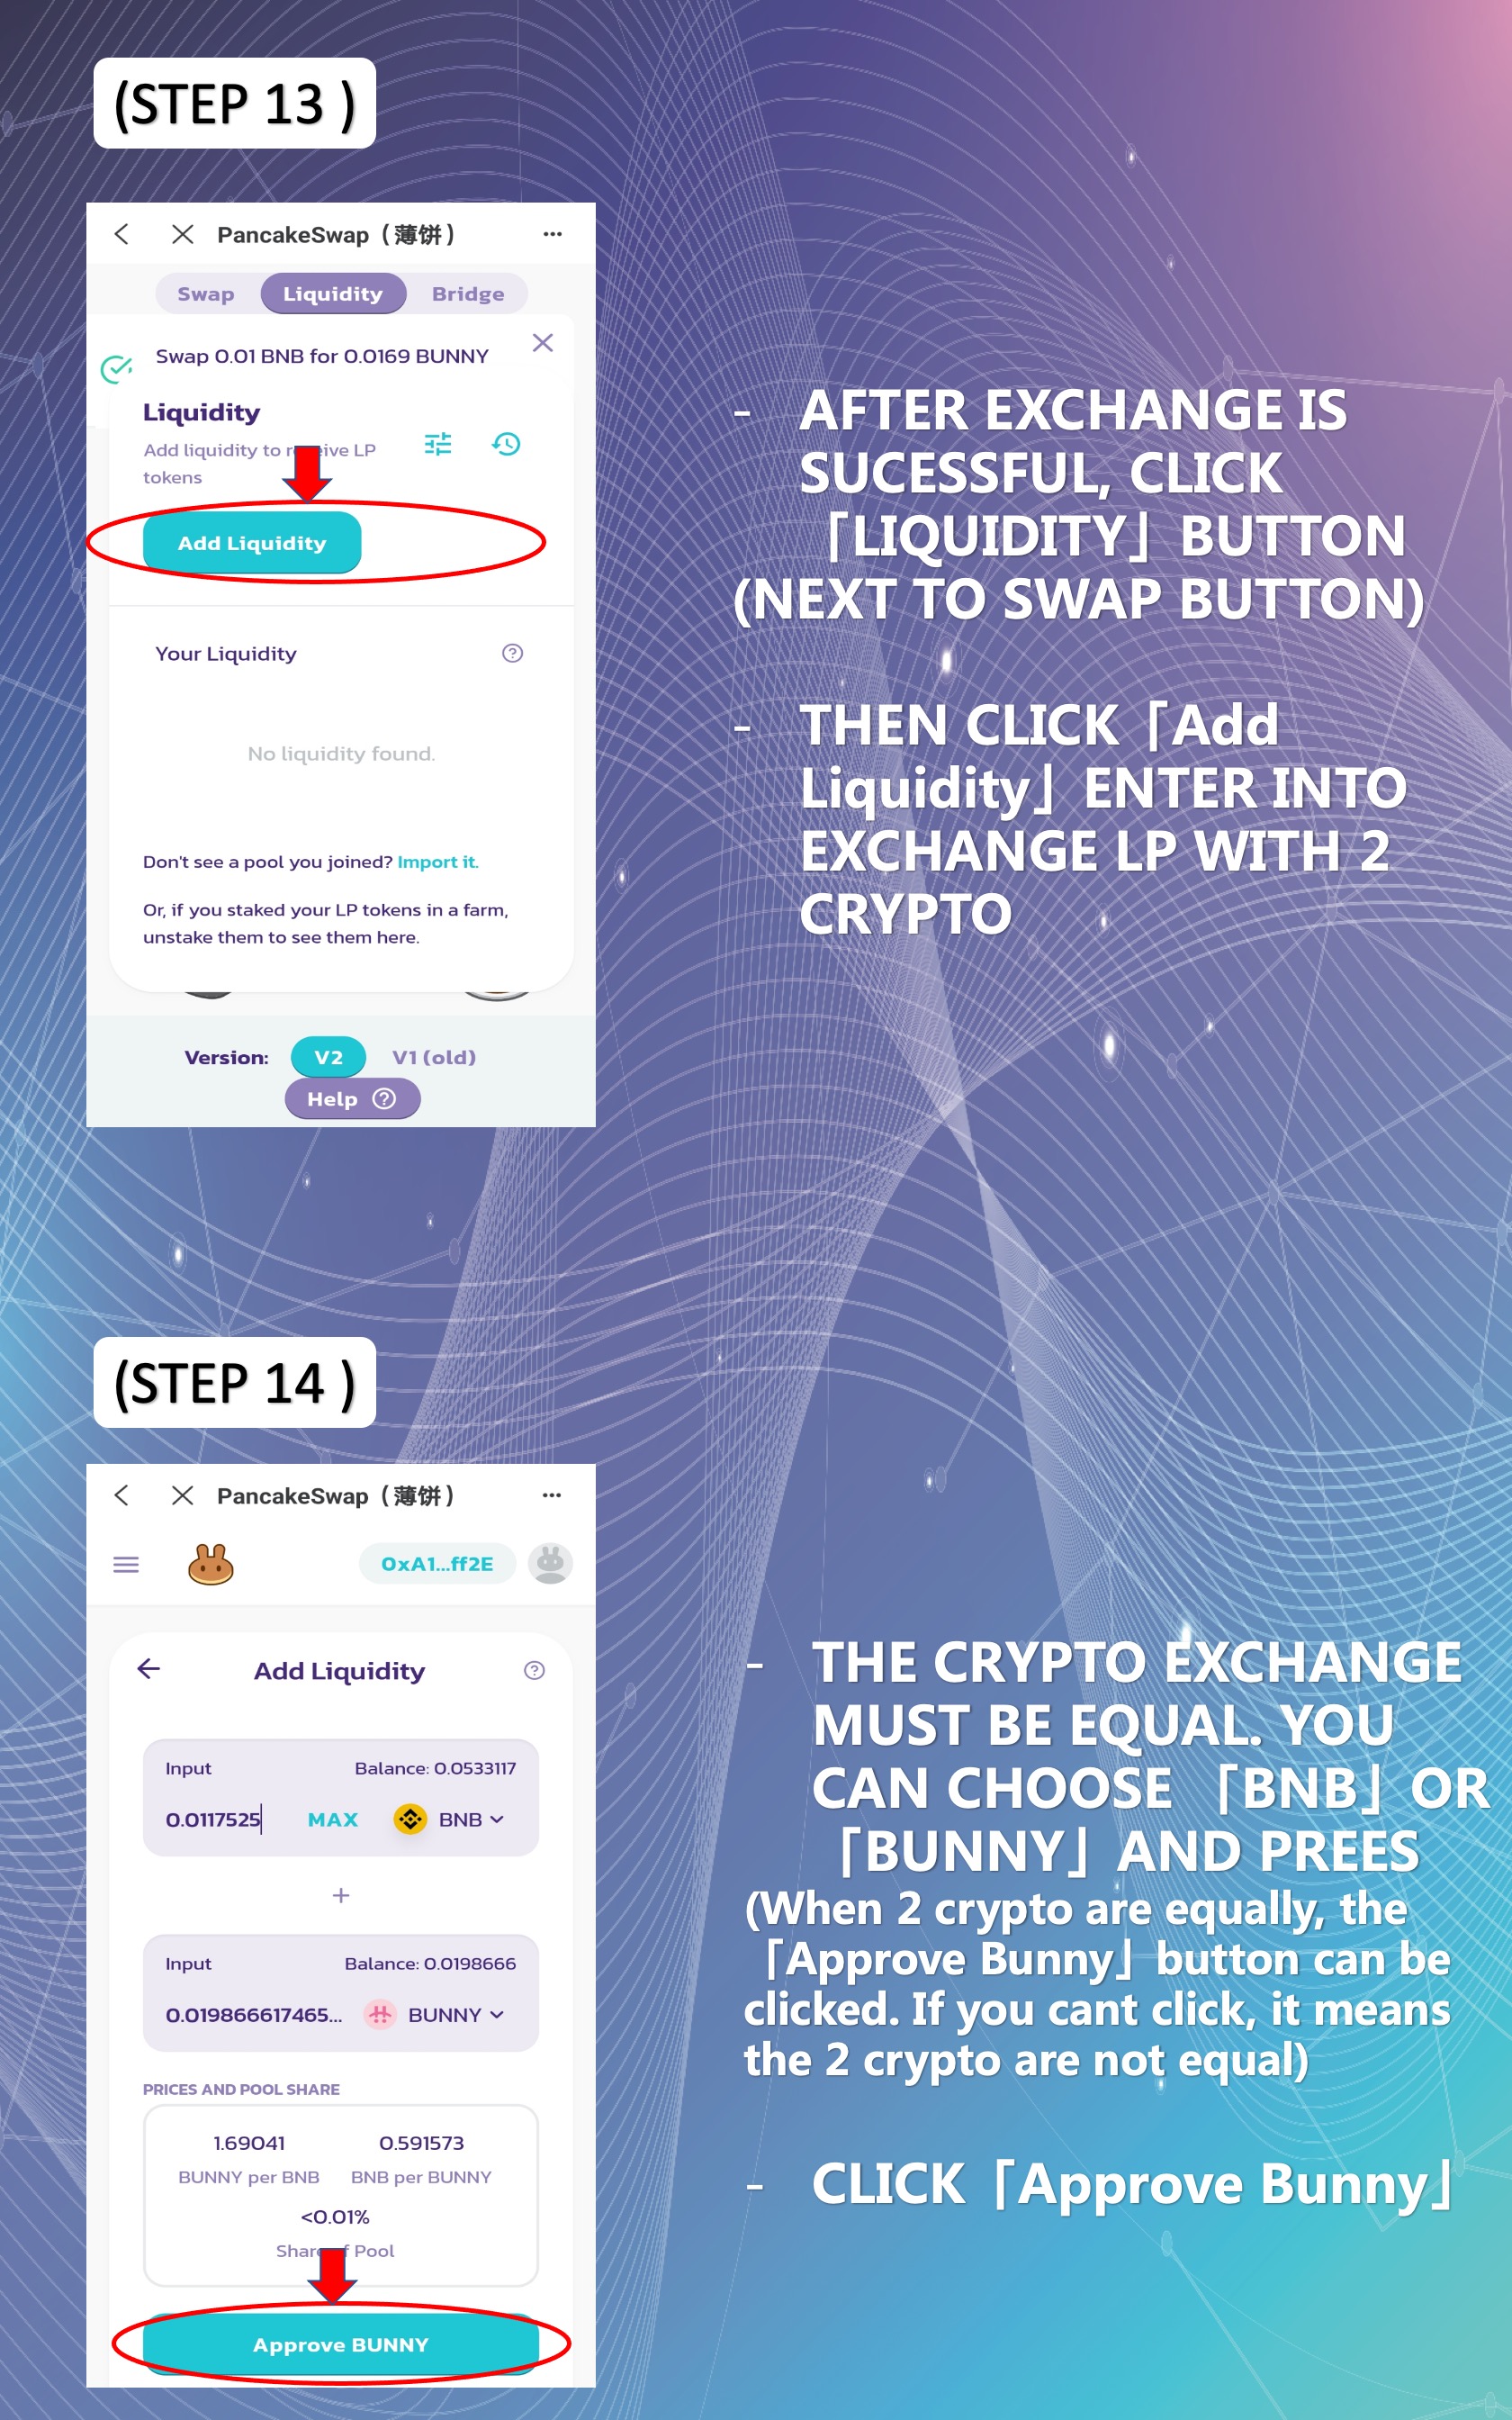 (STEP 13 )
PancakeSwap（薄饼） ...
Swap Liquidity Bridge
Swap 0.01 BNB for 0.0169 BUNNY
Liquidity
Add liquidity to LP
tokens
Add Liquidity
Your Liquidity
No liquidity found.
Don't see a pool you joined? Import it.
Or, if you staked your LP tokens in a farm,
unstake them to see them here.
Version: V2 V1 (old)
Help
- AFTER EXCHANGE IS
SUCESSFUL, CLICK
「LIQUIDITY」 BUTTON
(NEXT TO SWAP BUTTON)
- THEN CLICK「Add
Liquidity」ENTER INTO
EXCHANGE LP WITH 2
CRYPTO
(STEP 14 )
PancakeSwap（薄饼） ...
0xA1...ff2E
Add Liquidity
Input Balance: 0.0533117
0.0117525 MAX BNB
+
Input Balance: 0.0198666
0.019866617465... BUNNY
PRICES AND POOL SHARE
1.69041 0.591573
BUNNY per BNB BNB per BUNNY
<0.01%
Pool
Approve BUNNY
- THE CRYPTO EXCHANGE
MUST BE EQUAL. YOU
CAN CHOOSE 「BNB」OR
「BUNNY」AND PREES
(When 2 crypto are equally, the
「Approve Bunny」button can be
clicked. If you cant click, it means
the 2 crypto are not equal)
- CLICK「Approve Bunny」